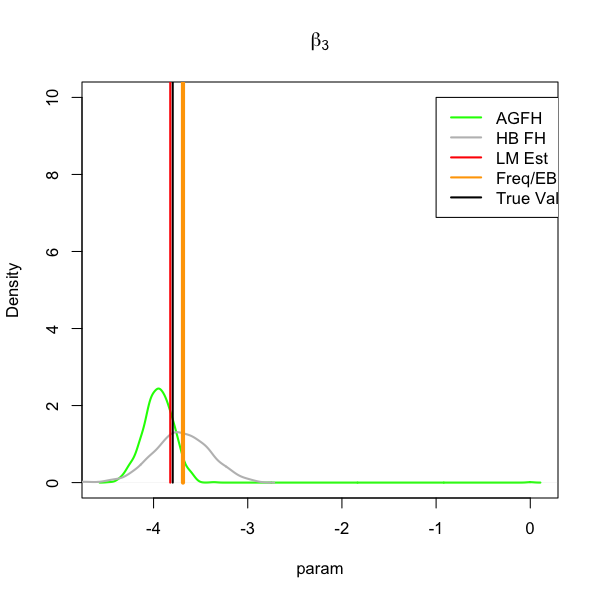 β₃
Density
0
2
4
6
8
10
AGFH
HB FH
LM Est
Freq/EB
True Val
-4
-3
-2
-1
0
param